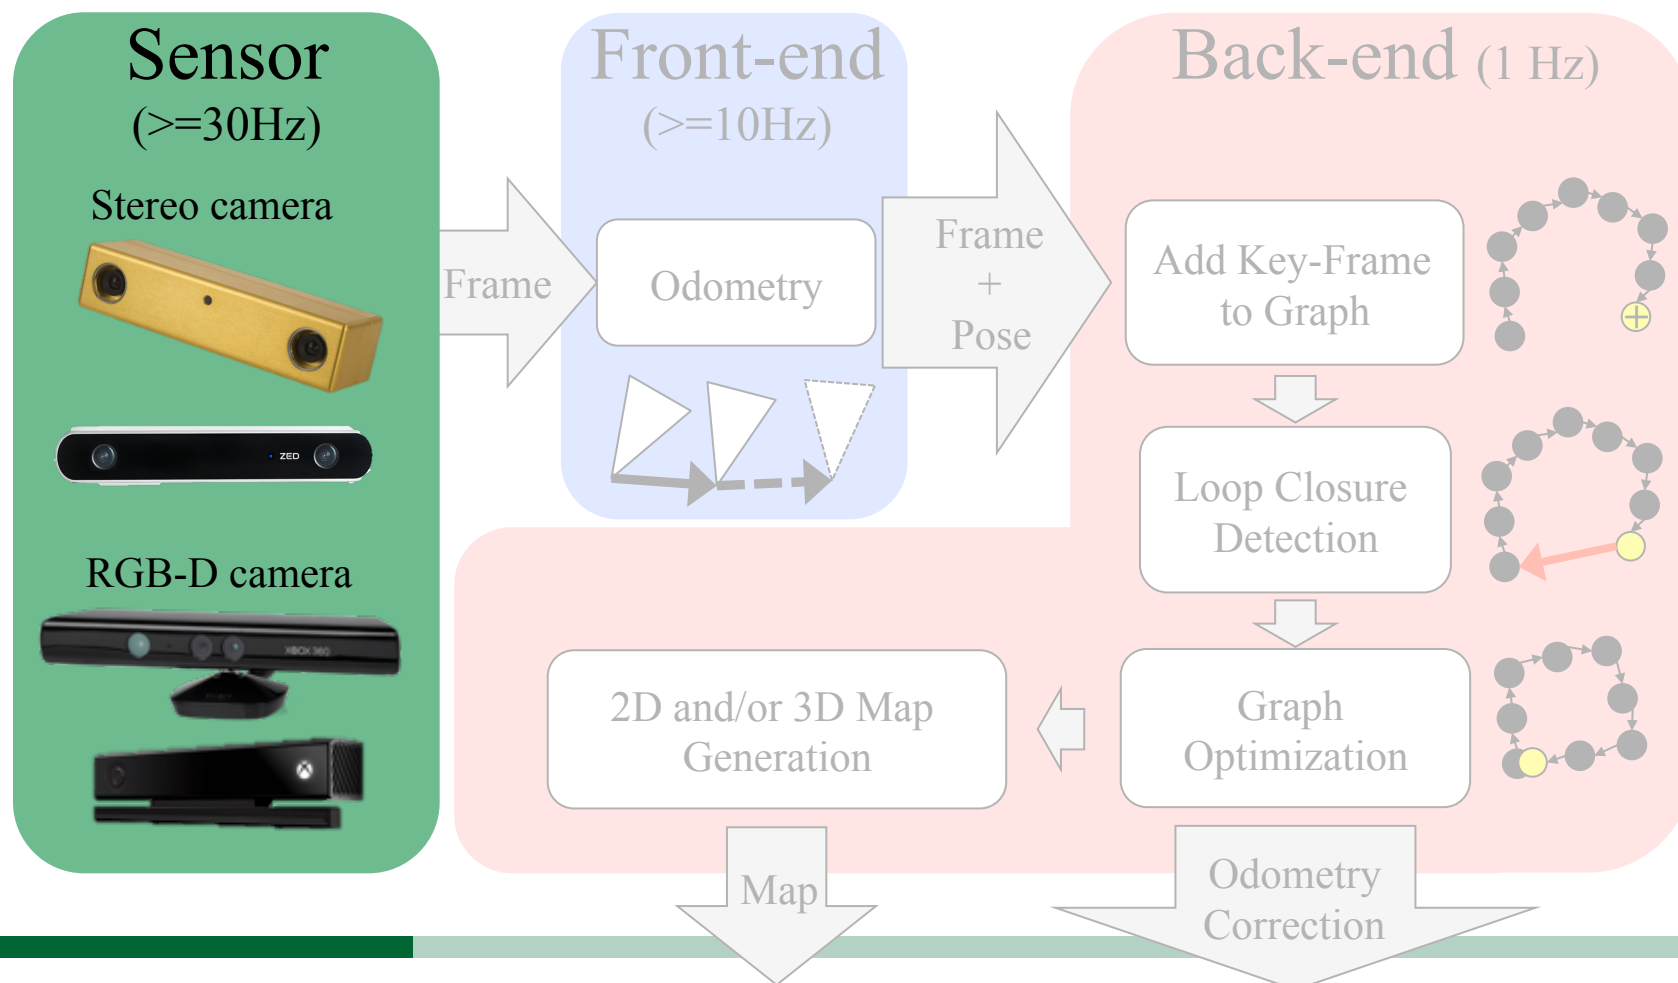 Sensor
(>=30Hz)
Stereo camera
ZED
RGB-D camera
XBOX 360
Frame
Front-end
(>=10Hz)
Odometry
Frame
+
Pose
Back-end (1 Hz)
Add Key-Frame
to Graph
Loop Closure
Detection
Graph
Optimization
2D and/or 3D Map
Generation
Map
Odometry
Correction